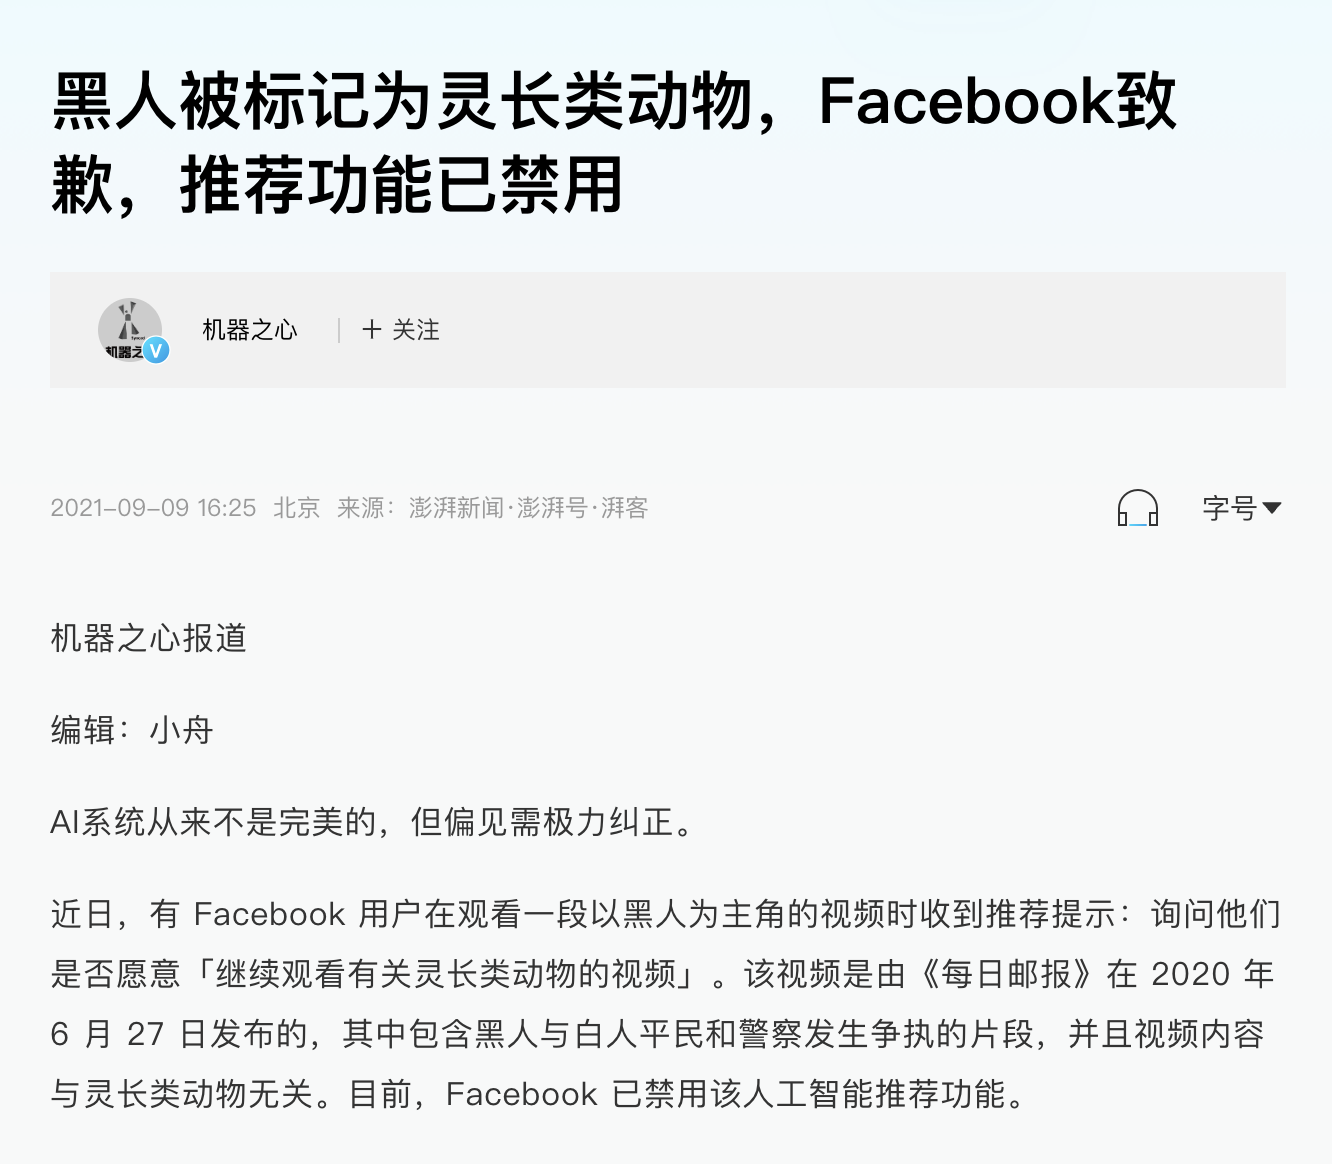 黑人被标记为灵长类动物，Facebook致
歉，推荐功能已禁用
机器之心
机器之心 ＋ 关注
2021-09-09 16:25 北京 来源：澎湃新闻·澎湃号·湃客 字号
机器之心报道
编辑：小舟
AI系统从来不是完美的，但偏见需极力纠正。
近日，有 Facebook 用户在观看一段以黑人为主角的视频时收到推荐提示：询问他们
是否愿意「继续观看有关灵长类动物的视频」。该视频是由《每日邮报》在 2020 年
6 月 27 日发布的，其中包含黑人与白人平民和警察发生争执的片段，并且视频内容
与灵长类动物无关。目前，Facebook 已禁用该人工智能推荐功能。